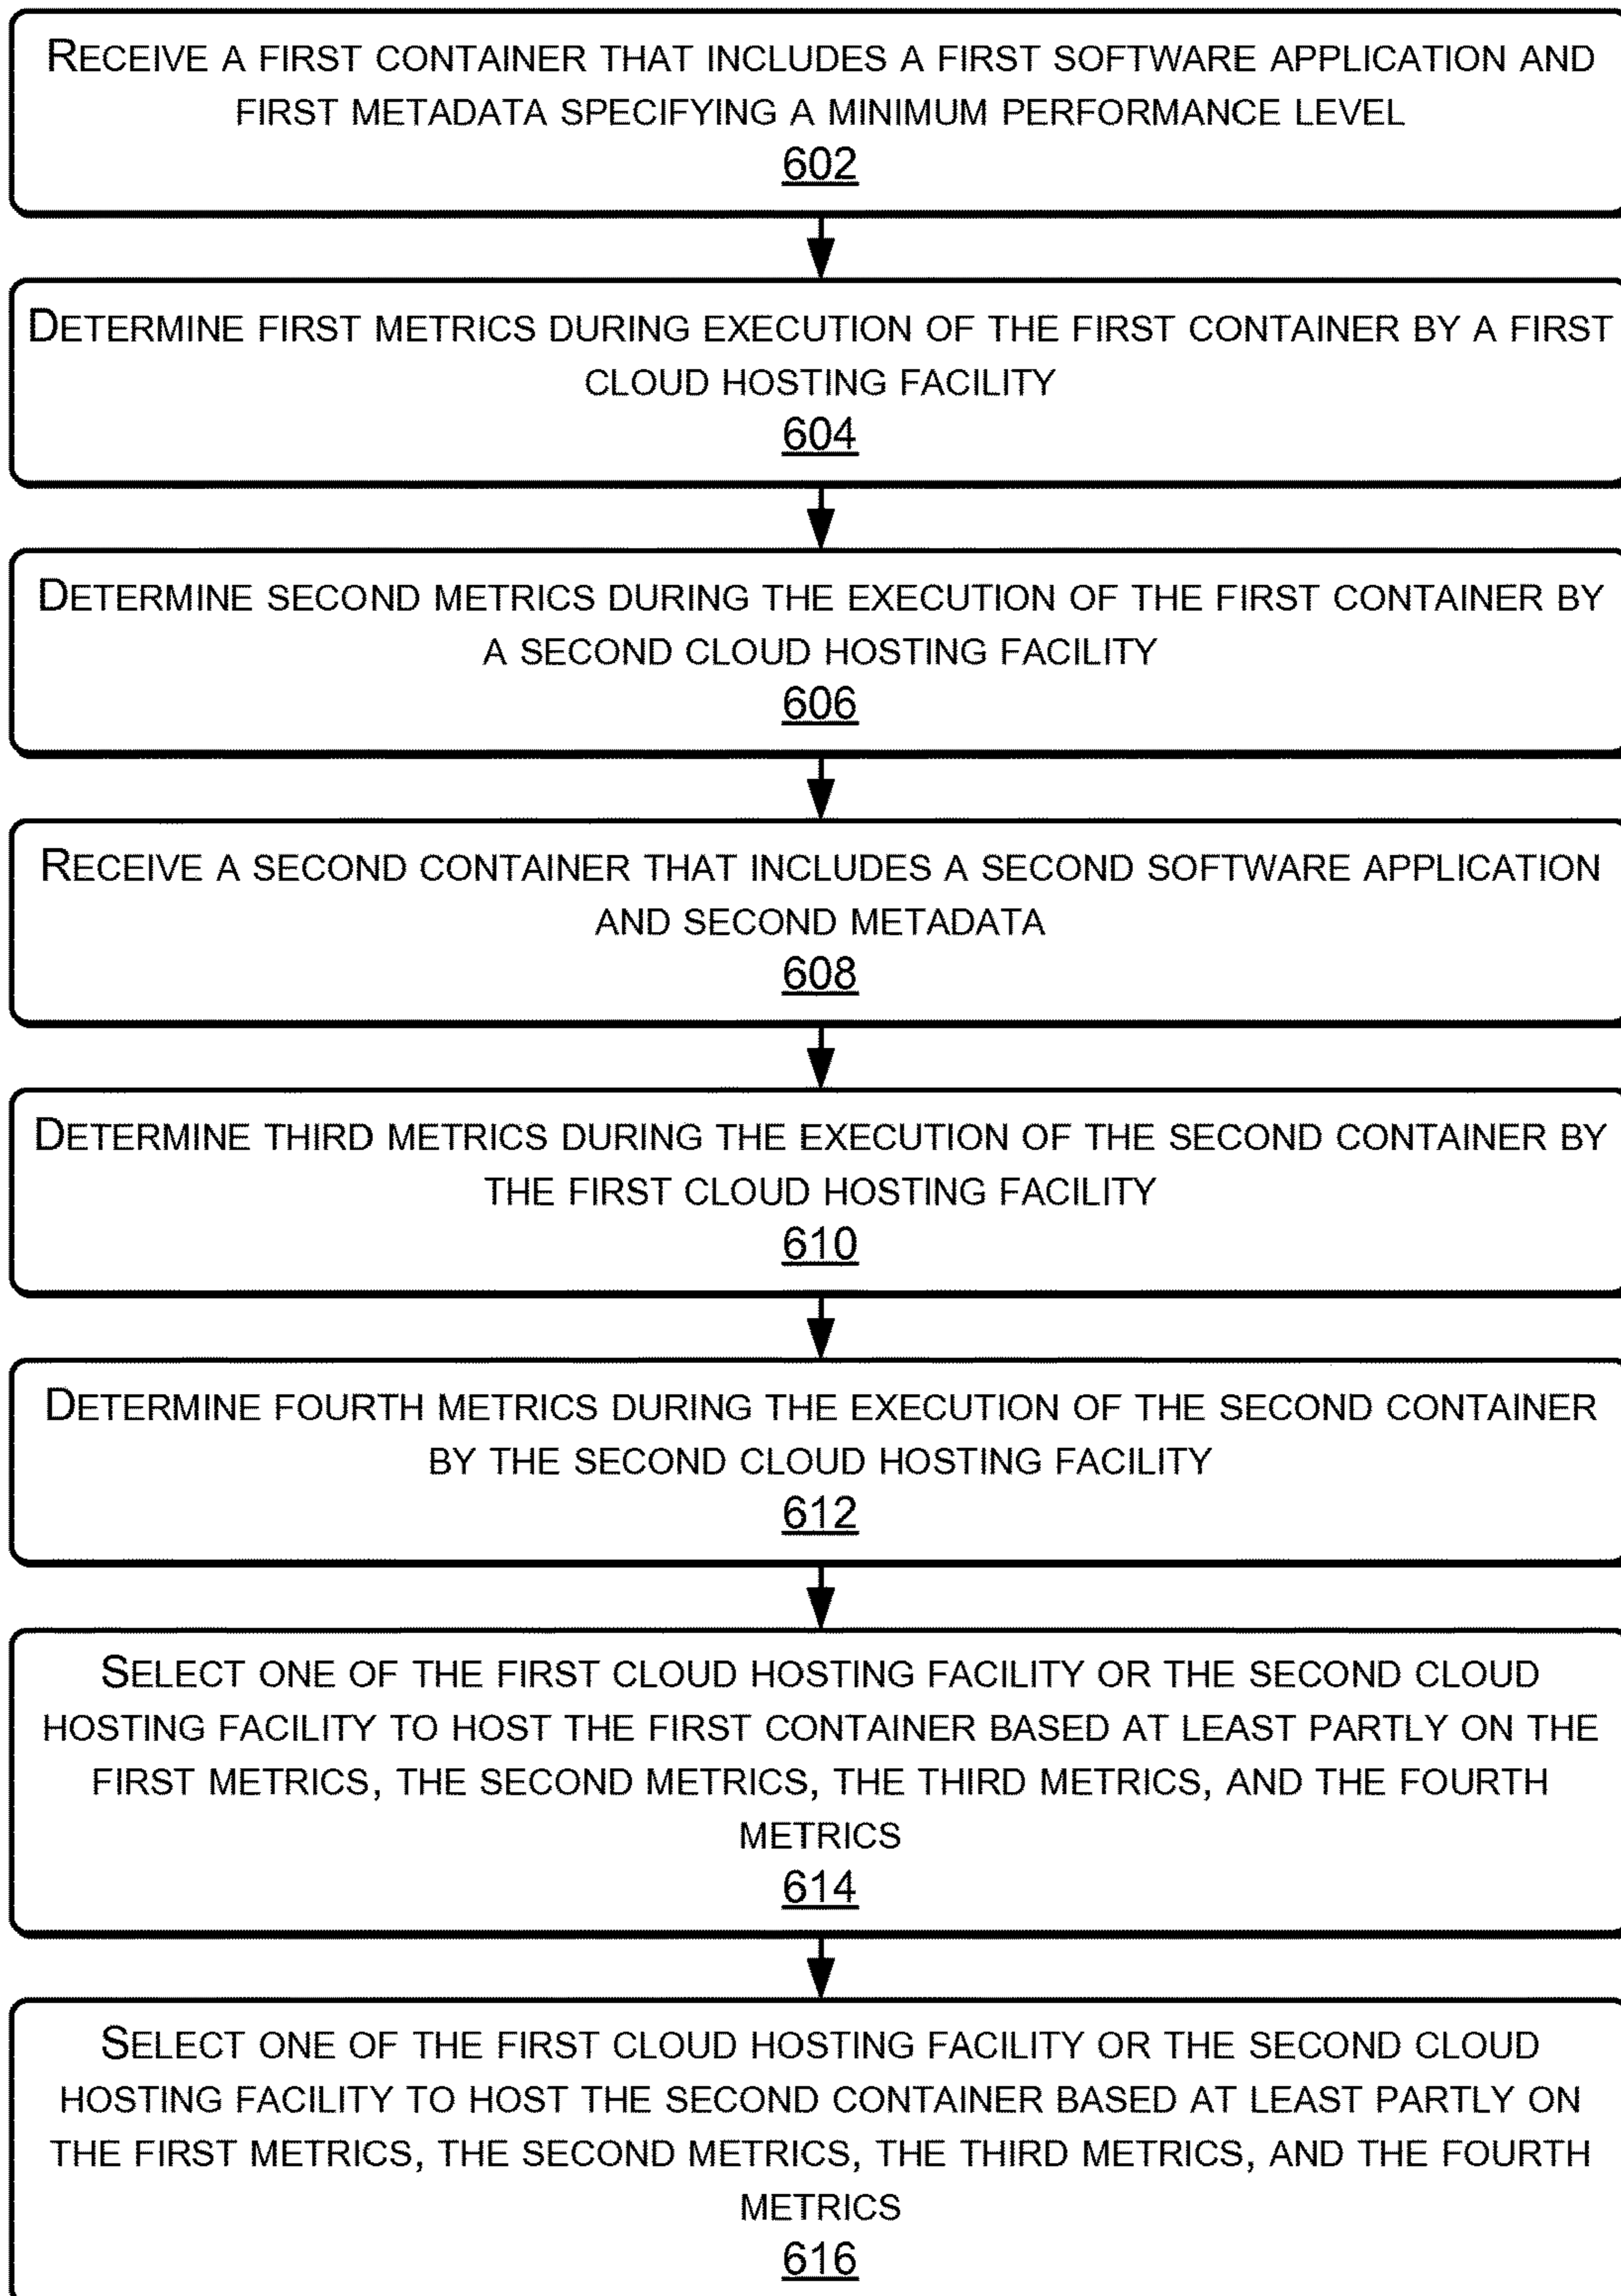 RECEIVE A FIRST CONTAINER THAT INCLUDES A FIRST SOFTWARE APPLICATION AND
FIRST METADATA SPECIFYING A MINIMUM PERFORMANCE LEVEL
602
DETERMINE FIRST METRICS DURING EXECUTION OF THE FIRST CONTAINER BY A FIRST
CLOUD HOSTING FACILITY
604
DETERMINE SECOND METRICS DURING THE EXECUTION OF THE FIRST CONTAINER BY
A SECOND CLOUD HOSTING FACILITY
606
RECEIVE A SECOND CONTAINER THAT INCLUDES A SECOND SOFTWARE APPLICATION
AND SECOND METADATA
608
DETERMINE THIRD METRICS DURING THE EXECUTION OF THE SECOND CONTAINER BY
THE FIRST CLOUD HOSTING FACILITY
610
DETERMINE FOURTH METRICS DURING THE EXECUTION OF THE SECOND CONTAINER
BY THE SECOND CLOUD HOSTING FACILITY
612
SELECT ONE OF THE FIRST CLOUD HOSTING FACILITY OR THE SECOND CLOUD
HOSTING FACILITY TO HOST THE FIRST CONTAINER BASED AT LEAST PARTLY ON THE
FIRST METRICS, THE SECOND METRICS, THE THIRD METRICS, AND THE FOURTH
METRICS
614
SELECT ONE OF THE FIRST CLOUD HOSTING FACILITY OR THE SECOND CLOUD
HOSTING FACILITY TO HOST THE SECOND CONTAINER BASED AT LEAST PARTLY ON
THE FIRST METRICS, THE SECOND METRICS, THE THIRD METRICS, AND THE FOURTH
METRICS
616